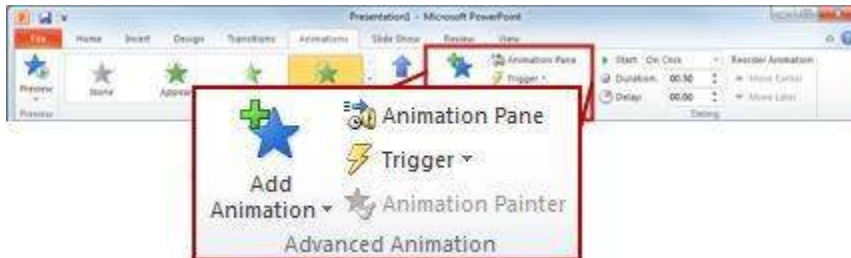 Presentation1 - Microsoft PowerPoint
File Home Insert Design Transitions Animations Slide Show Review View
Preview
None
Animation Pane
Trigger
Start: On Click
Duration: 00.50
Delay: 00.00
Reorder Animation
Move Earlier
Move Later
Preview
Timing
Add
Animation
Animation Pane
Trigger
Animation Painter
Advanced Animation